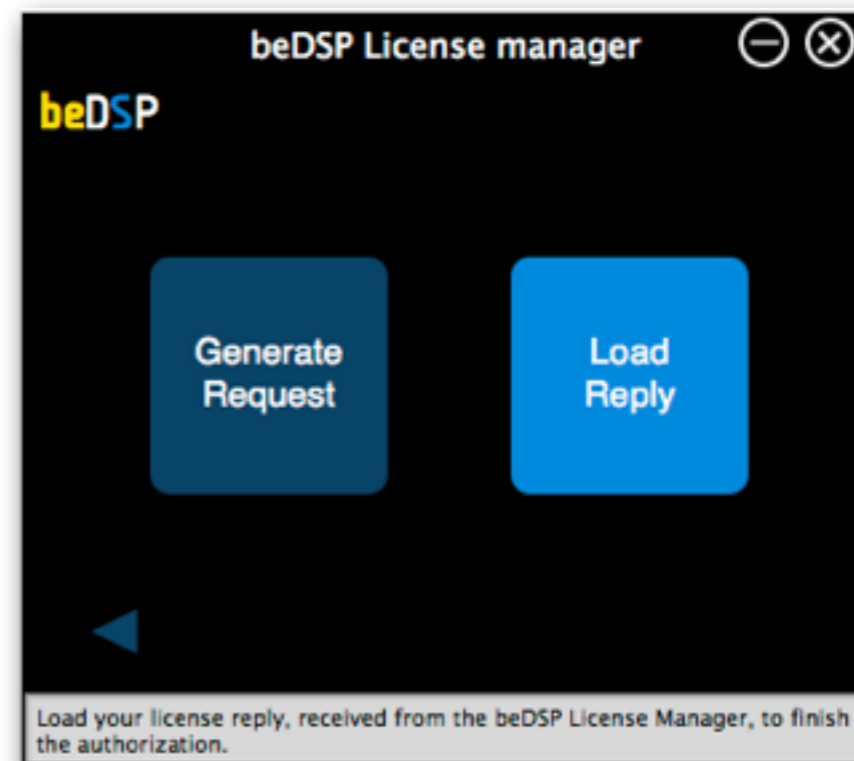 beDSP License manager
beDSP
Generate
Request
Load
Reply
Load your license reply, received from the beDSP License Manager, to finish
the authorization.